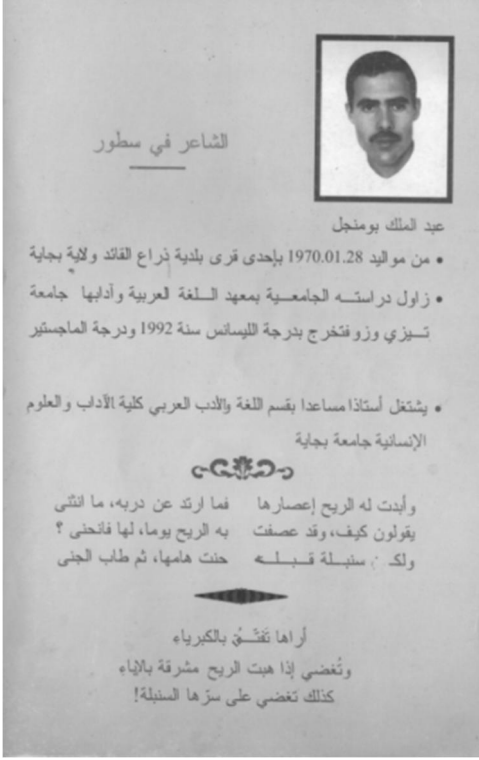 الشاعر في سطور
عبد الملك بومنجل
• من مواليد 1970.01.28 بإحدى قرى بلدية ذراع القائد ولاية بجاية
• زاول دراسته الجامعية بمعهد اللغة العربية وآدابها جامعة
تيزي وزو فتخرج بدرجة الليسانس سنة 1992 ودرجة الماجستير
• يشتغل أستاذا مساعدا بقسم اللغة والأدب العربي كلية الآداب والعلوم
الإنسانية جامعة بجاية
وأبدت له الريح إعصارها فما ارتد عن دربه، ما انثنى
يقولون كيف، وقد عصفت به الريح يوما، لها فانحنى ؟
سنبلة قبله حنت هامها، ثم طاب الجنى
أراها بالكبرياء
وتُغضي إذا هبت الريح مشرقة بالإباء
كذلك تغضي على سرّها السنبلة!